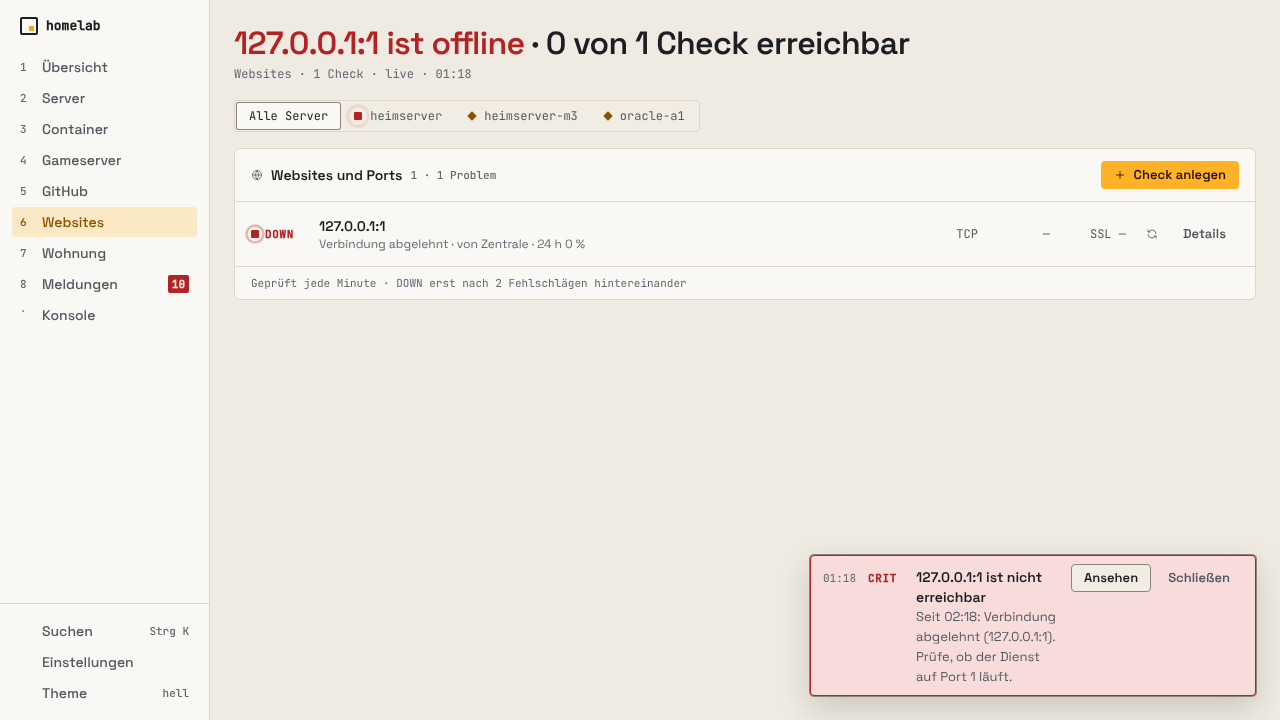 homelab
1 Übersicht
2 Server
3 Container
4 Gameserver
5 GitHub
6 Websites
7 Wohnung
8 Meldungen 10
` Konsole
Suchen Strg K
Einstellungen
Theme hell
127.0.0.1:1 ist offline · 0 von 1 Check erreichbar
Websites · 1 Check · live · 01:18
Alle Server heimserver heimserver-m3 oracle-a1
Websites und Ports 1 · 1 Problem + Check anlegen
DOWN 127.0.0.1:1 TCP — SSL — Details
Verbindung abgelehnt · von Zentrale · 24 h 0 %
Geprüft jede Minute · DOWN erst nach 2 Fehlschlägen hintereinander
01:18 CRIT 127.0.0.1:1 ist nicht Ansehen Schließen
erreichbar
Seit 02:18: Verbindung
abgelehnt (127.0.0.1:1).
Prüfe, ob der Dienst
auf Port 1 läuft.